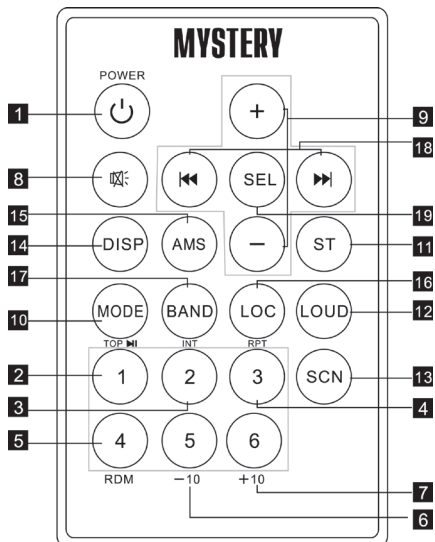 MYSTERY
POWER
1
+
9
18
8
SEL
19
15
14
DISP
AMS
−
ST
11
17
16
10
MODE
BAND
LOC
LOUD
12
TOP
INT
RPT
2
1
2
3
SCN
13
3
4
5
4
5
6
RDM
−10
+10
7
6